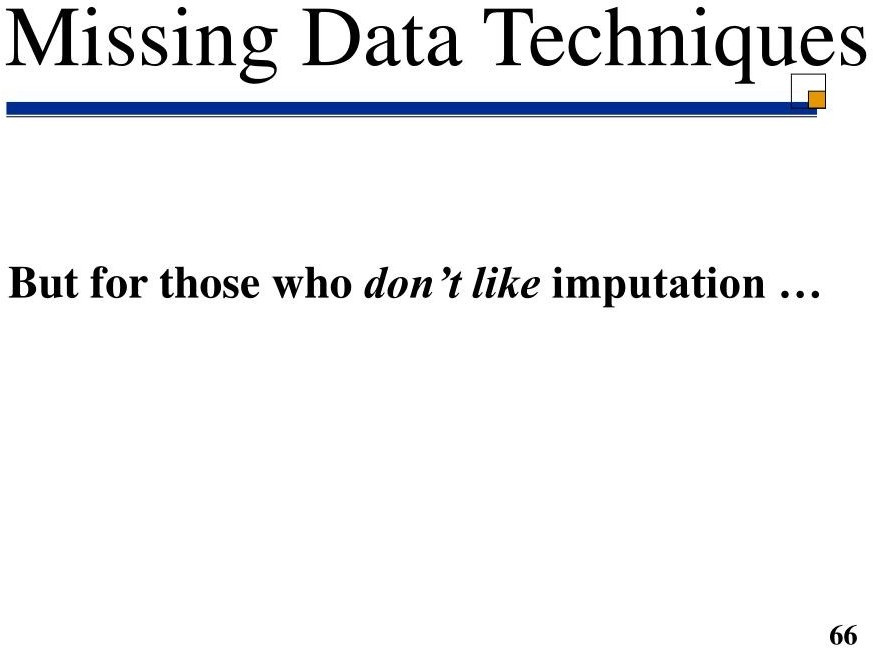 Missing Data Techniques
But for those who don’t like imputation …
66